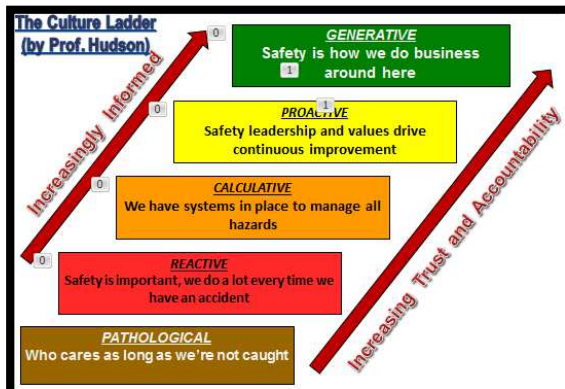 The Culture Ladder
(by Prof. Hudson)
0
GENERATIVE
Safety is how we do business
around here
1
Increasingly Informed
0
1
PROACTIVE
Safety leadership and values drive
continuous improvement
0
CALCULATIVE
We have systems in place to manage all
hazards
0
REACTIVE
Safety is important, we do a lot every time we
have an accident
Increasing Trust and Accountability
PATHOLOGICAL
Who cares as long as we're not caught